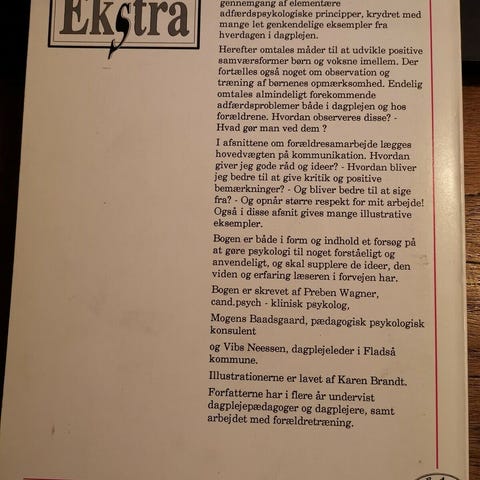 Ekstra
gennemgang af elementære
adfærdspsykologiske principper, krydret med
mange let genkendelige eksempler fra
hverdagen i dagplejen.
Herefter omtales måder til at udvikle positive
samværsformer børn og voksne imellem. Der
fortælles også noget om observation og
træning af børnenes opmærksomhed. Endelig
omtales almindeligt forekommende
adfærdsproblemer både i dagplejen og hos
forældrene. Hvordan observeres disse? -
Hvad gør man ved dem ?
I afsnittene om forældresamarbejde lægges
hovedvægten på kommunikation. Hvordan
giver jeg gode råd og ideer? - Hvordan bliver
jeg bedre til at give kritik og positive
bemærkninger? - Og bliver bedre til at sige
fra? - Og opnår større respekt for mit arbejde!
Også i disse afsnit gives mange illustrative
eksempler.
Bogen er både i form og indhold et forsøg på
at gøre psykologi til noget forståeligt og
anvendeligt, og skal supplere de ideer, den
viden og erfaring læseren i forvejen har.
Bogen er skrevet af Preben Wagner,
cand.psych - klinisk psykolog,
Mogens Baadsgaard, pædagogisk psykologisk
konsulent
og Vibs Neessen, dagplejeleder i Fladså
kommune.
Illustrationerne er lavet af Karen Brandt.
Forfatterne har i flere år undervist
dagplejepædagoger og dagplejere, samt
arbejdet med forældretræning.